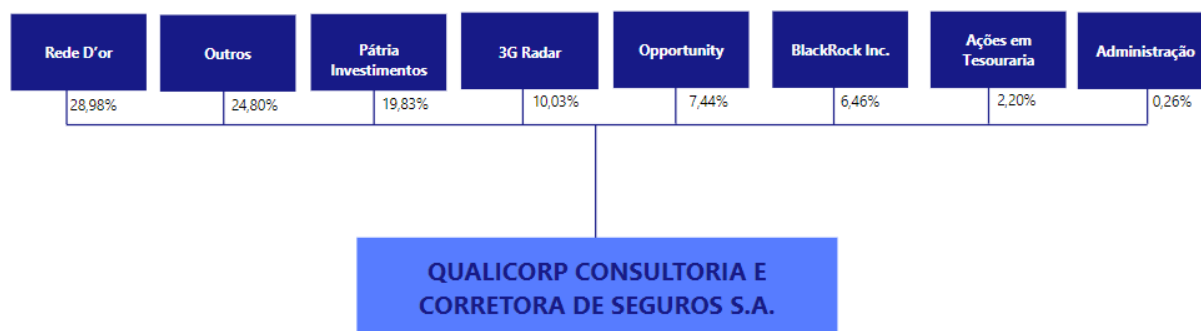 Rede D'or
Outros
Pátria
Investimentos
3G Radar
Opportunity
BlackRock Inc.
Ações em
Tesouraria
Administração
28,98%
24,80%
19,83%
10,03%
7,44%
6,46%
2,20%
0,26%
QUALICORP CONSULTORIA E
CORRETORA DE SEGUROS S.A.